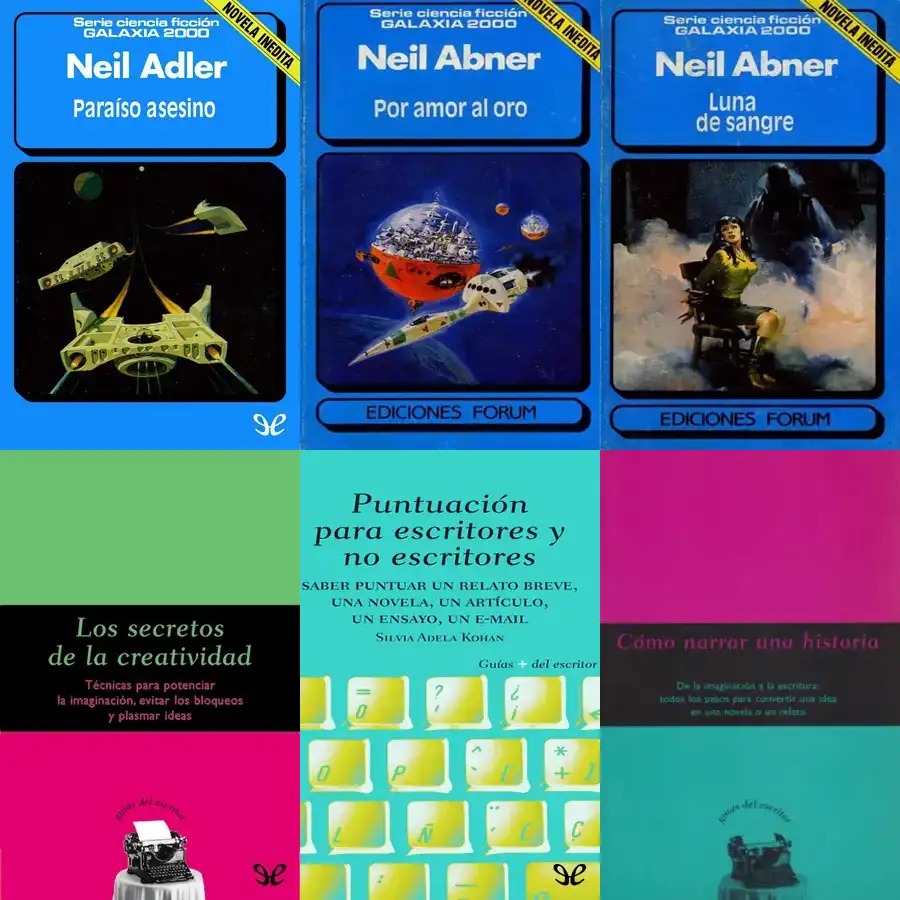 Serie ciencia ficción
GALAXIA 2000
NOVELA INEDITA
Neil Adler
Paraíso asesino
Serie ciencia ficción
GALAXIA 2000
NOVELA INEDITA
Neil Abner
Por amor al oro
EDICIONES FORUM
Serie ciencia ficción
GALAXIA 2000
NOVELA INEDITA
Neil Abner
Luna
de sangre
EDICIONES FORUM
Los secretos
de la creatividad
Técnicas para potenciar
la imaginación, evitar los bloqueos
y plasmar ideas
guías del escritor
Puntuación
para escritores y
no escritores
SABER PUNTUAR UN RELATO BREVE,
UNA NOVELA, UN ARTÍCULO,
UN ENSAYO, UN E-MAIL
SILVIA ADELA KOHAN
Guías + del escritor
= ? ¿
0 ' ¡
O P ^ ` [ * + ]
L Ñ ¨ ´ { Ç
Cómo narrar una historia
De la imaginación a la escritura:
todos los pasos para convertir una idea
en una novela o un relato
guías del escritor